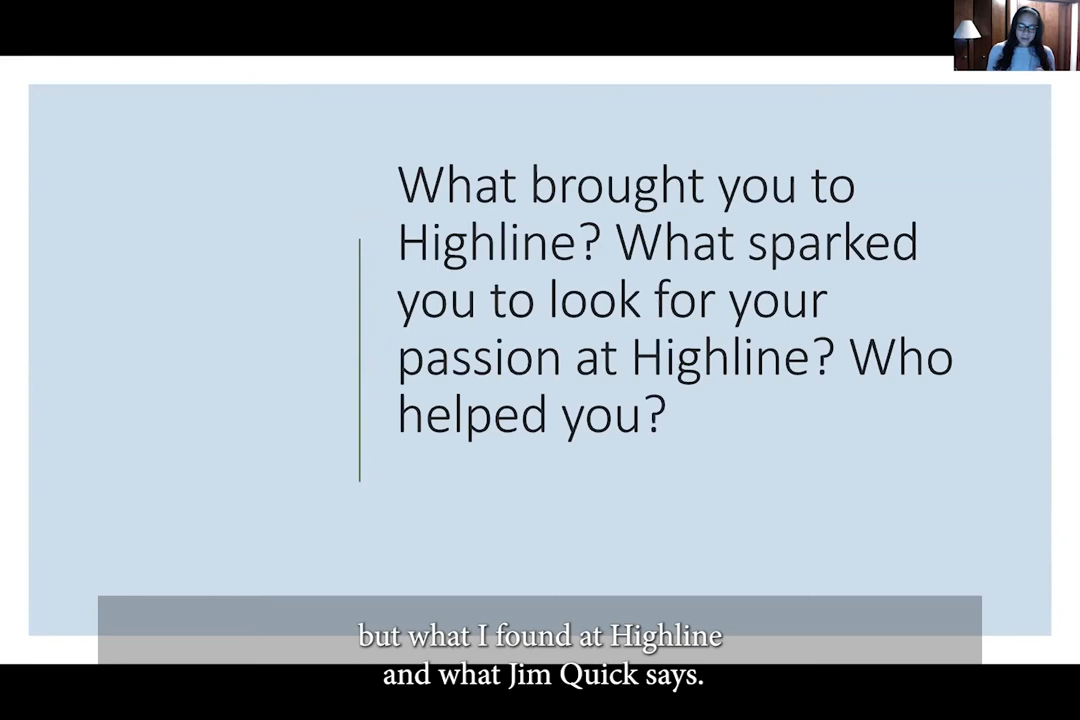 What brought you to
Highline? What sparked
you to look for your
passion at Highline? Who
helped you?
but what I found at Highline
and what Jim Quick says.